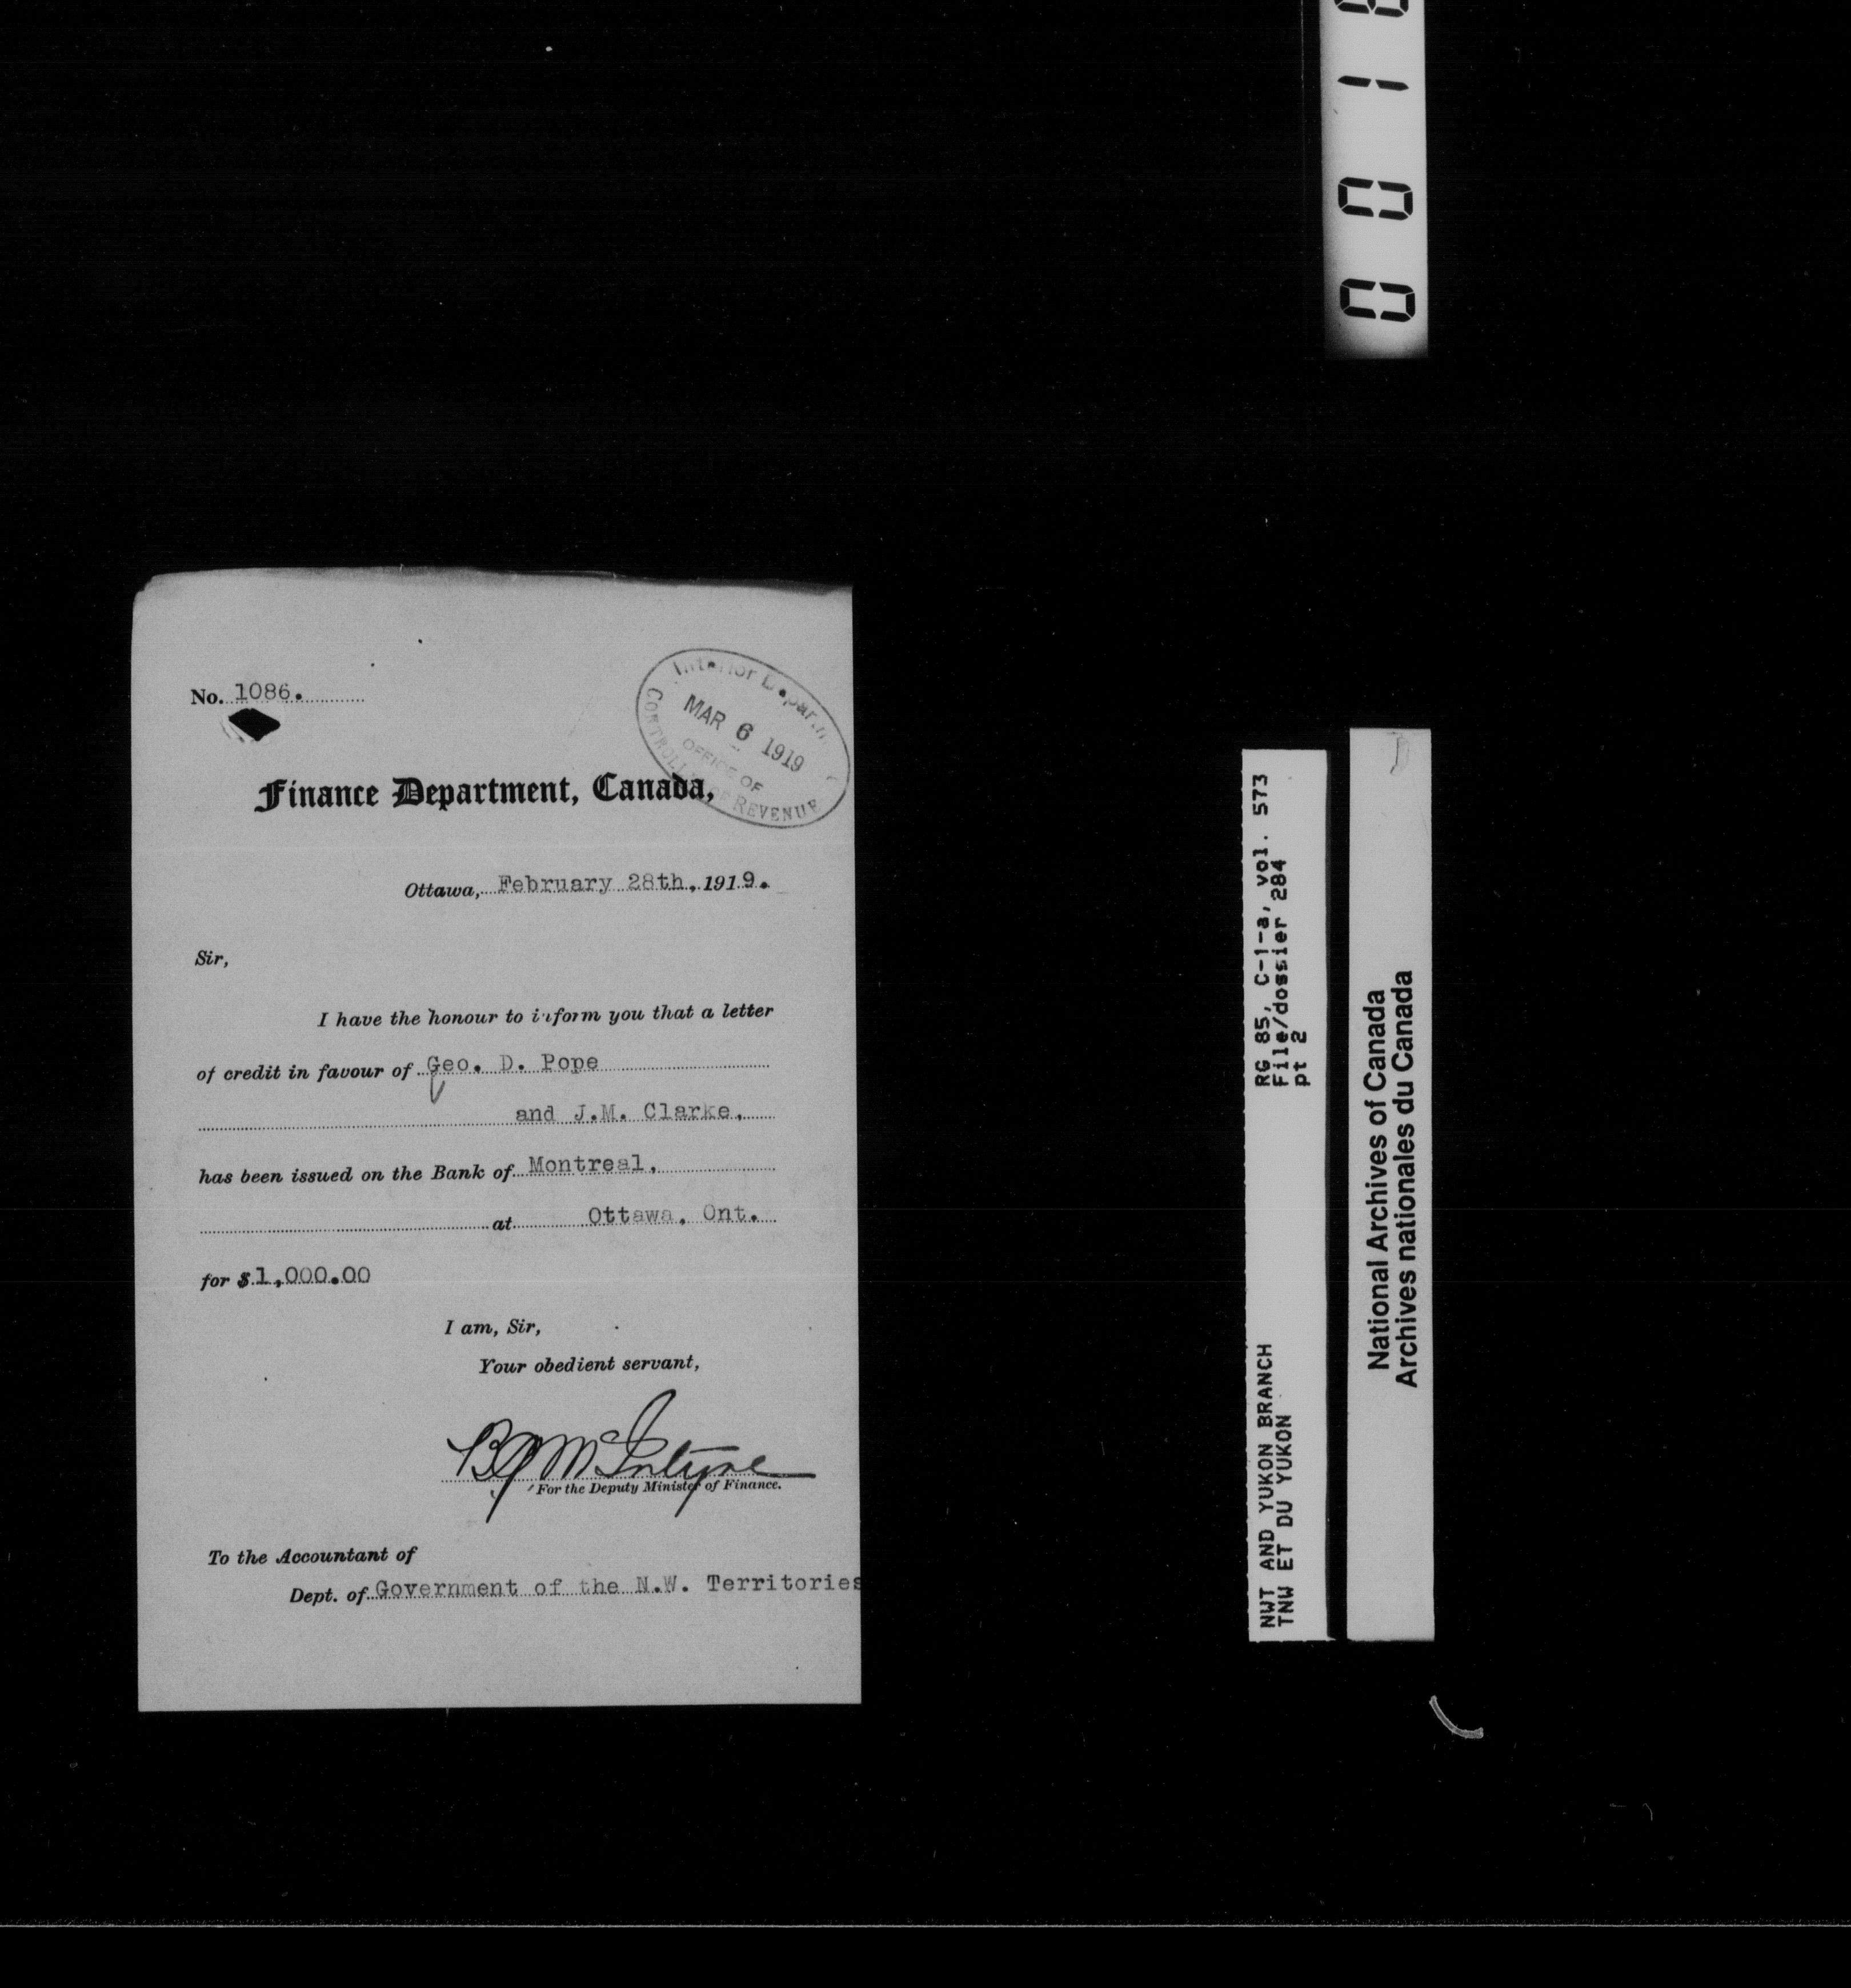 No. 1086.
Interior Departm
MAR 6 1919
OFFICE OF
CONTROLL OF REVENUE
Finance Department, Canada,
Ottawa, February 28th, 1919.
Sir,
I have the honour to inform you that a letter
of credit in favour of Geo. D. Pope
and J.M. Clarke,
has been issued on the Bank of Montreal,
at Ottawa, Ont.
for $1,000.00
I am, Sir,
Your obedient servant,
BJ McIntyre
For the Deputy Minister of Finance.
To the Accountant of
Dept. of Government of the N.W. Territories
0018
RG 85, C-1-a, vol. 573
File/dossier 284
pt 2
NWT AND YUKON BRANCH
TNW ET DU YUKON
National Archives of Canada
Archives nationales du Canada